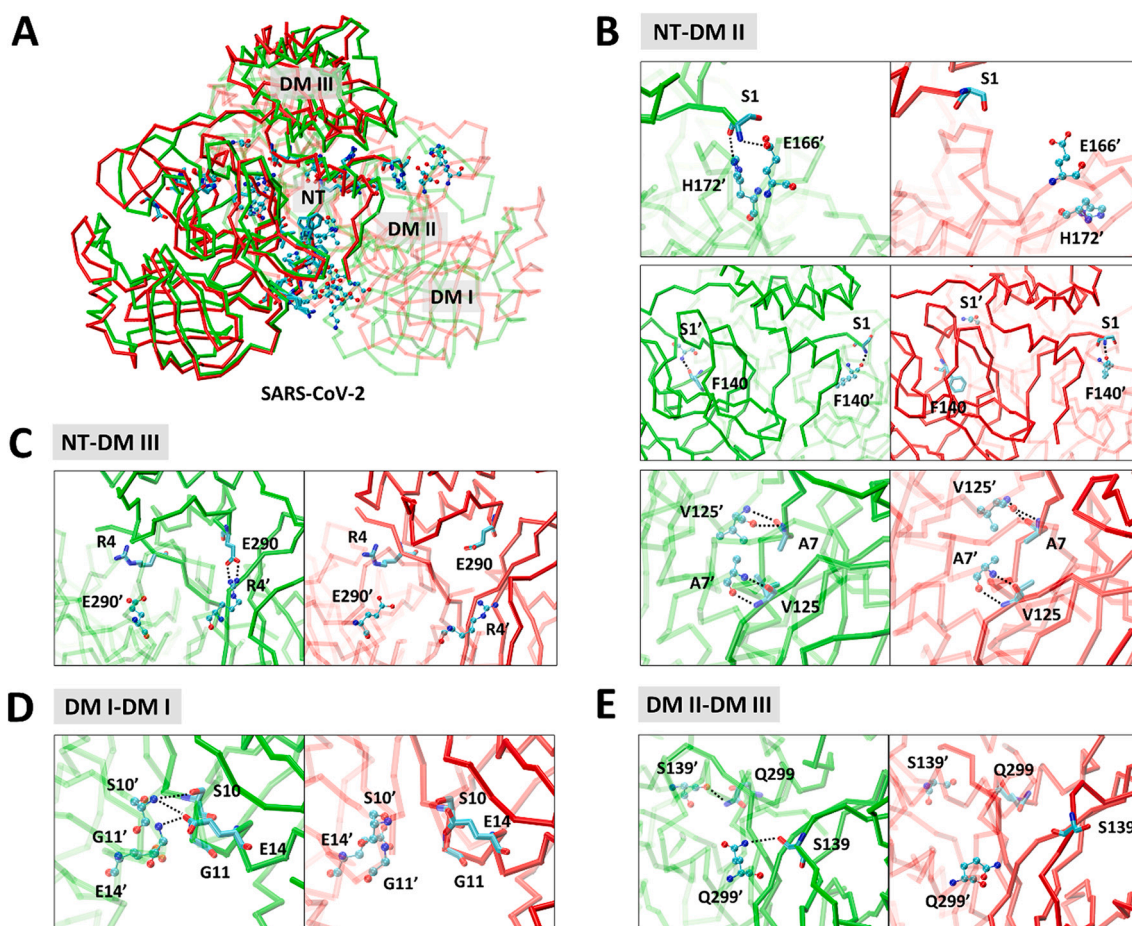 A
DM III
NT
DM II
DM I
SARS-CoV-2
B
NT-DM II
S1
E166’
H172’
S1
E166’
H172’
S1’
S1
F140
F140’
S1’
S1
F140
F140’
V125’
A7
A7’
V125
V125’
A7
A7’
V125
C
NT-DM III
R4
E290
E290’
R4’
R4
E290
E290’
R4’
D
DM I-DM I
S10’
S10
G11’
E14
E14’
G11
S10’
S10
E14’
E14
G11’
G11
E
DM II-DM III
S139’
Q299
S139
Q299’
S139’
Q299
S139
Q299’